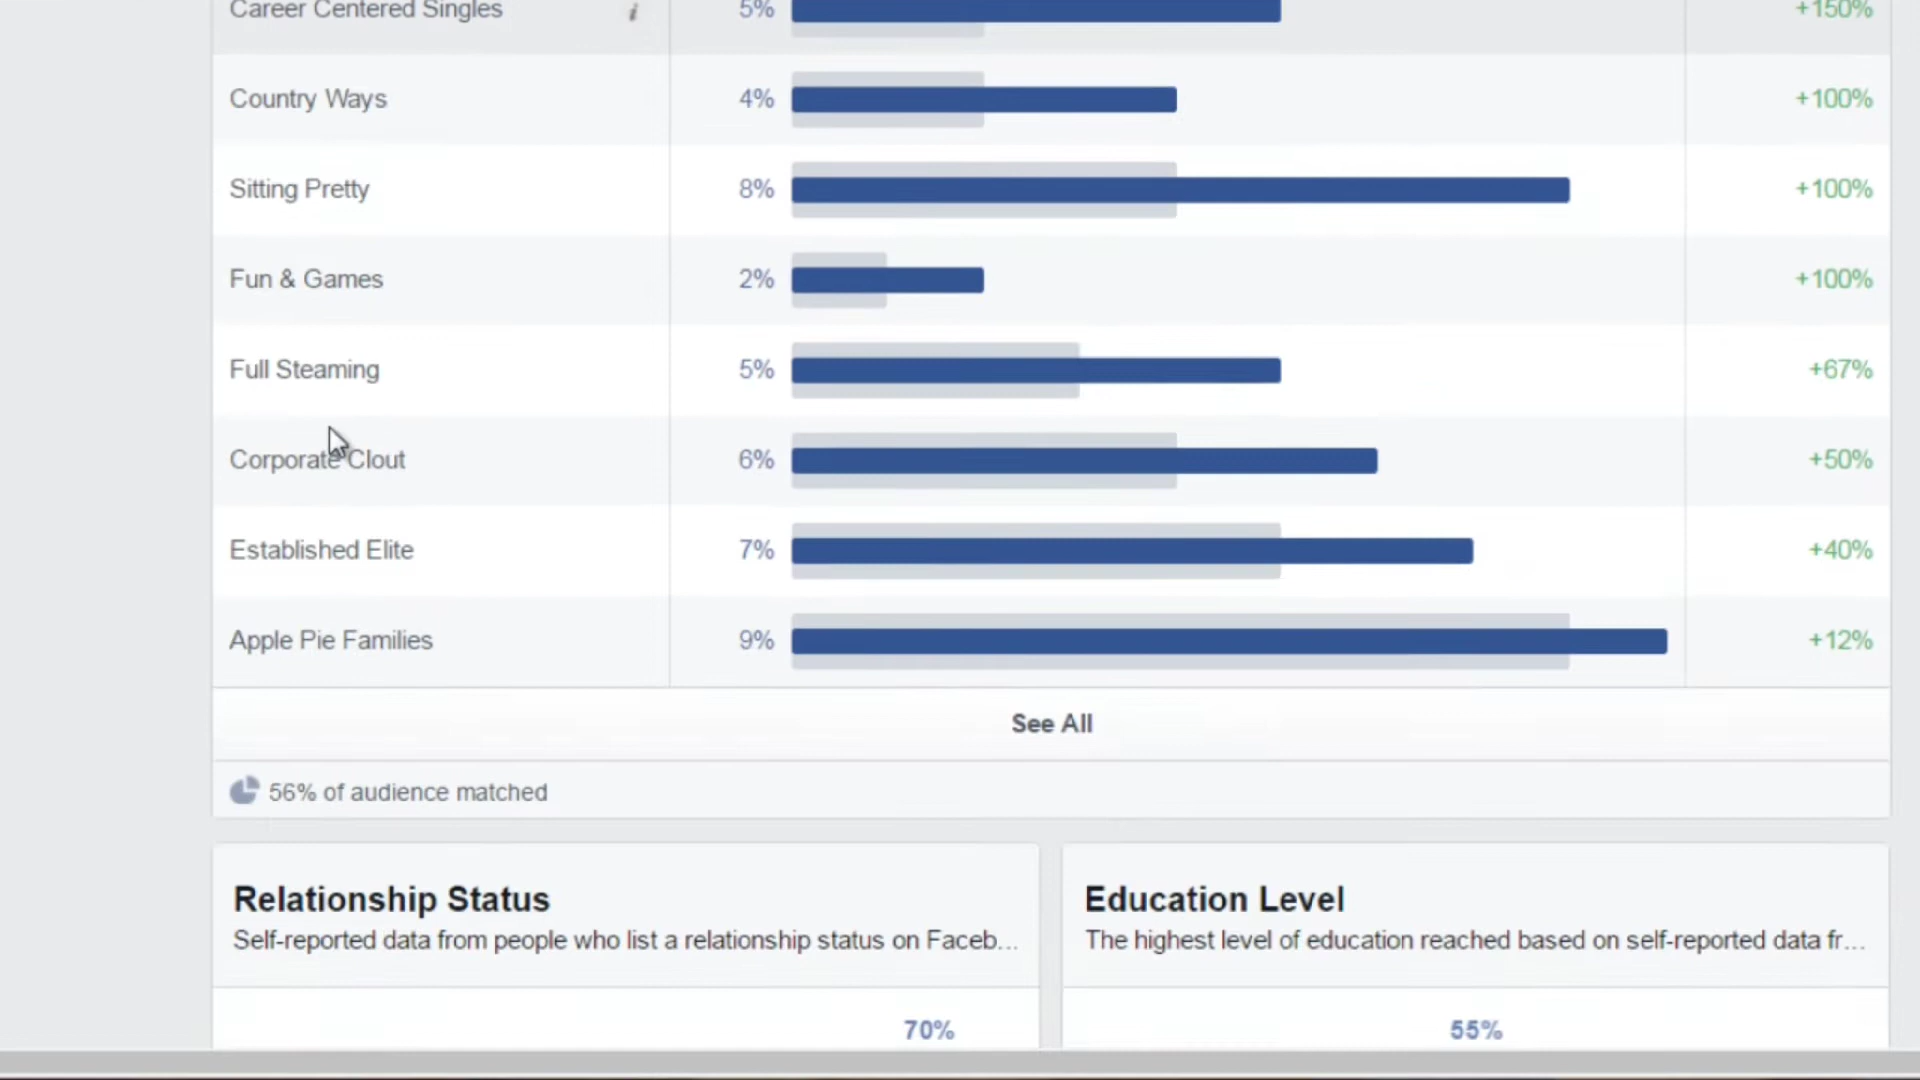 Career Centered Singles i 5% +150%
Country Ways 4% +100%
Sitting Pretty 8% +100%
Fun & Games 2% +100%
Full Steaming 5% +67%
Corporate Clout 6% +50%
Established Elite 7% +40%
Apple Pie Families 9% +12%
See All
56% of audience matched
Relationship Status
Self-reported data from people who list a relationship status on Faceb...
70%
Education Level
The highest level of education reached based on self-reported data fr...
55%